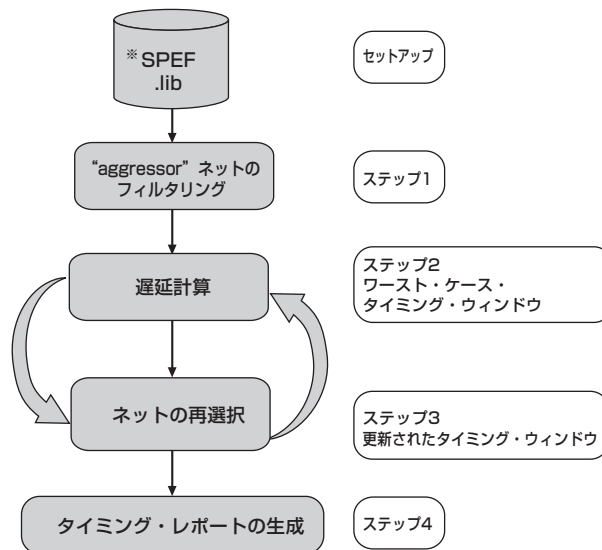 ※ SPEF
.lib
セットアップ
“aggressor”ネットの
フィルタリング
ステップ1
遅延計算
ステップ2
ワースト・ケース・
タイミング・ウィンドウ
ネットの再選択
ステップ3
更新されたタイミング・ウィンドウ
タイミング・レポートの生成
ステップ4